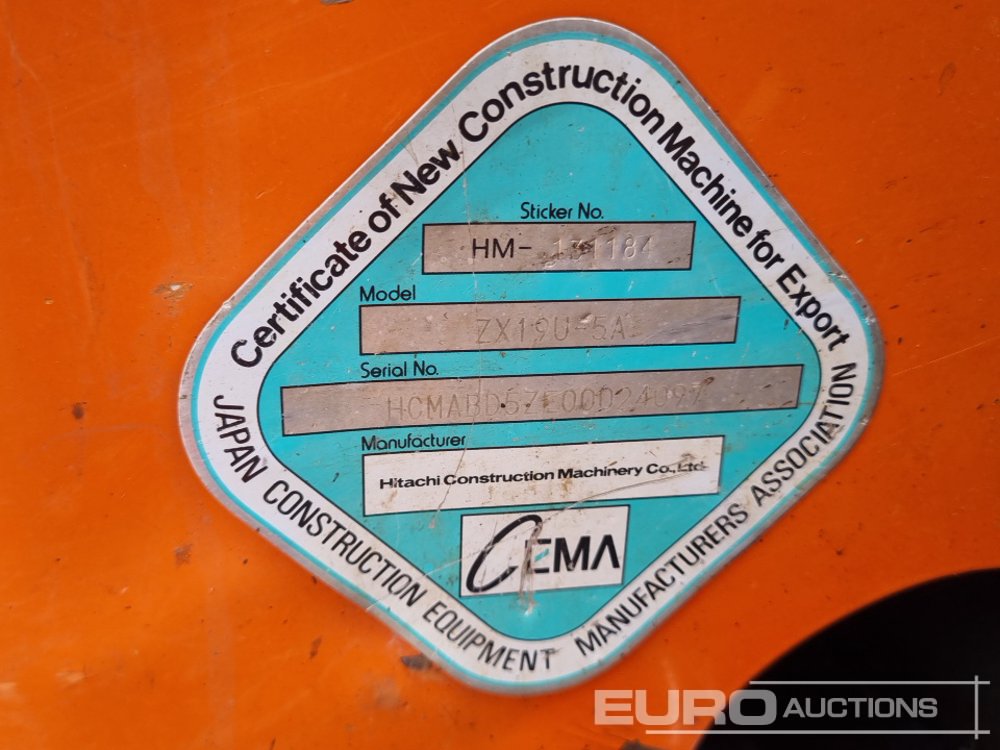 Certificate of New Construction Machine for Export
Sticker No.
HM- 131184
Model
ZX19U-5A
Serial No.
Manufacturer
Hitachi Construction Machinery Co., Ltd.
CEMA
JAPAN CONSTRUCTION EQUIPMENT MANUFACTURERS ASSOCIATION
EURO AUCTIONS